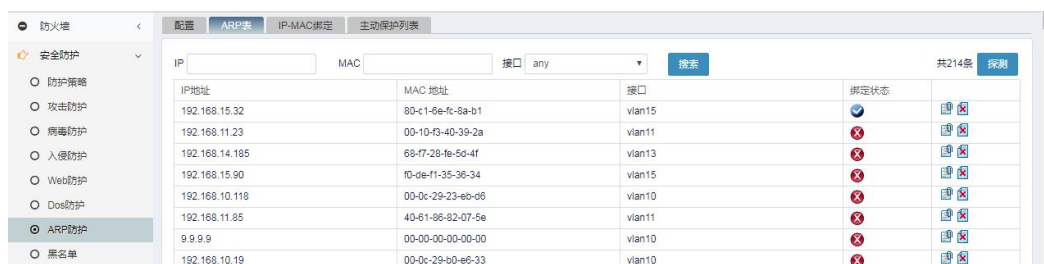 防火墙
安全防护
防护策略
攻击防护
病毒防护
入侵防护
Web防护
Dos防护
ARP防护
黑名单
配置 ARP表 IP-MAC绑定 主动保护列表
IP MAC 接口 any 搜索 共214条 探测
IP地址 MAC 地址 接口 绑定状态
192.168.15.32 80-c1-6e-fc-8a-b1 vlan15
192.168.11.23 00-10-f3-40-39-2a vlan11
192.168.14.185 68-f7-28-fe-5d-4f vlan13
192.168.15.90 f0-de-f1-35-36-34 vlan15
192.168.10.118 00-0c-29-23-eb-d6 vlan10
192.168.11.85 40-61-86-82-07-5e vlan11
9.9.9.9 00-00-00-00-00-00 vlan10
192.168.10.19 00-0c-29-b0-e6-33 vlan10